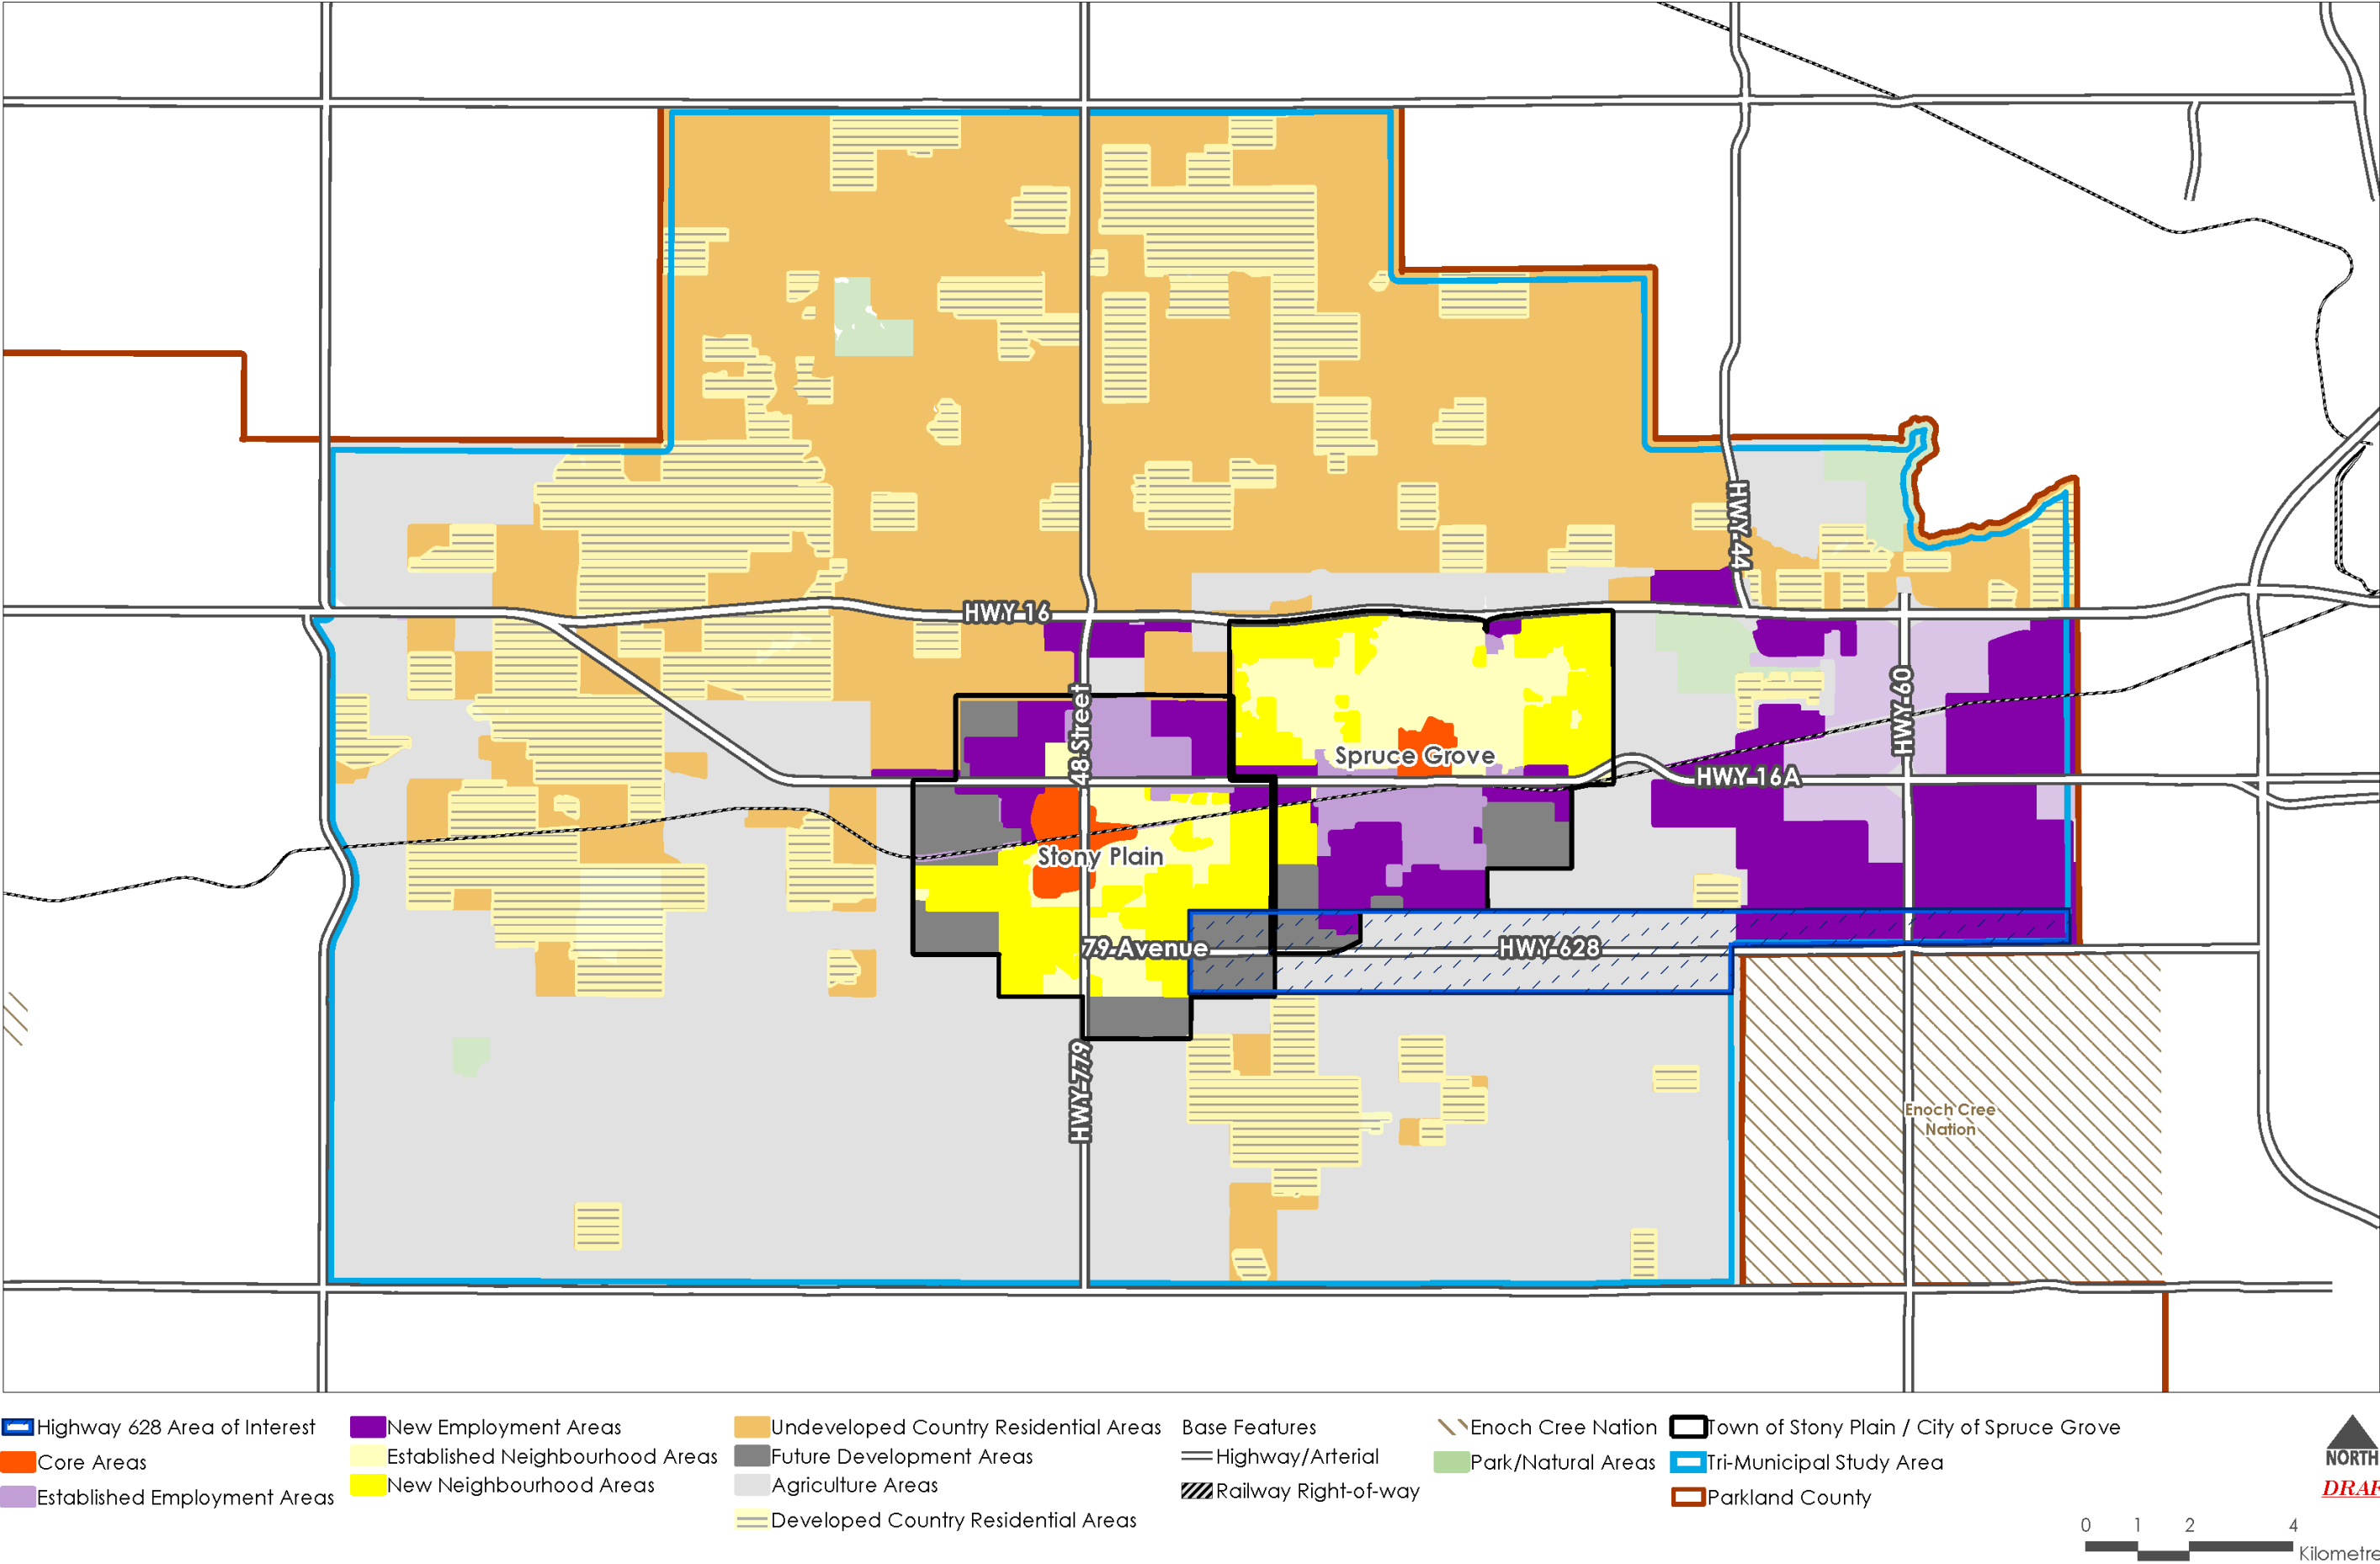 HWY-44
HWY-16
HWY-60
48 Street
Spruce Grove
HWY-16A
Stony Plain
79 Avenue
HWY-628
HWY-779
Enoch Cree
Nation
Highway 628 Area of Interest
Core Areas
Established Employment Areas
New Employment Areas
Established Neighbourhood Areas
New Neighbourhood Areas
Undeveloped Country Residential Areas
Future Development Areas
Agriculture Areas
Developed Country Residential Areas
Base Features
Highway/Arterial
Railway Right-of-way
Enoch Cree Nation
Park/Natural Areas
Town of Stony Plain / City of Spruce Grove
Tri-Municipal Study Area
Parkland County
NORTH
DRAF
0 1 2 4
Kilometre